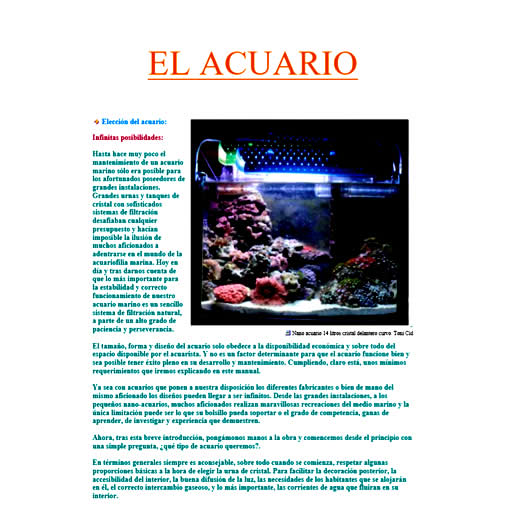 EL ACUARIO
Elección del acuario:
Infinitas posibilidades:
Hasta hace muy poco el
mantenimiento de un acuario
marino sólo era posible para
los afortunados poseedores de
grandes instalaciones.
Grandes urnas y tanques de
cristal con sofisticados
sistemas de filtración
desafiaban cualquier
presupuesto y hacían
imposible la ilusión de
muchos aficionados a
adentrarse en el mundo de la
acuariofilia marina. Hoy en
día y tras darnos cuenta de
que lo más importante para
la estabilidad y correcto
funcionamiento de nuestro
acuario marino es un sencillo
sistema de filtración natural,
a parte de un alto grado de
paciencia y perseverancia.
Nano acuario 14 litros cristal delantero curvo. Toni Cid
El tamaño, forma y diseño del acuario solo obedece a la disponibilidad económica y sobre todo del
espacio disponible por el acuarista. Y no es un factor determinante para que el acuario funcione bien y
sea posible tener éxito pleno en su desarrollo y mantenimiento. Cumpliendo, claro está, unos mínimos
requerimientos que iremos explicando en este manual.
Ya sea con acuarios que ponen a nuestra disposición los diferentes fabricantes o bien de mano del
mismo aficionado los diseños pueden llegar a ser infinitos. Desde las grandes instalaciones, a los
pequeños nano-acuarios, muchos aficionados realizan maravillosas recreaciones del medio marino y la
única limitación puede ser lo que su bolsillo pueda soportar o el grado de competencia, ganas de
aprender, de investigar y experiencia que demuestren.
Ahora, tras esta breve introducción, pongámonos manos a la obra y comencemos desde el principio con
una simple pregunta, ¿qué tipo de acuario queremos?.
En términos generales siempre es aconsejable, sobre todo cuando se comienza, respetar algunas
proporciones básicas a la hora de elegir la urna de cristal. Para facilitar la decoración posterior, la
accesibilidad del interior, la buena difusión de la luz, las necesidades de los habitantes que se alojarán
en él, el correcto intercambio gaseoso, y lo más importante, las corrientes de agua que fluirán en su
interior.